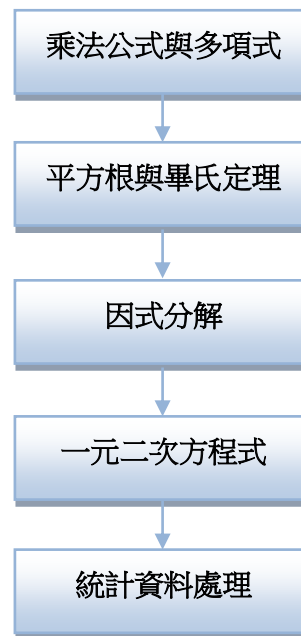 乘法公式與多項式
平方根與畢氏定理
因式分解
一元二次方程式
統計資料處理